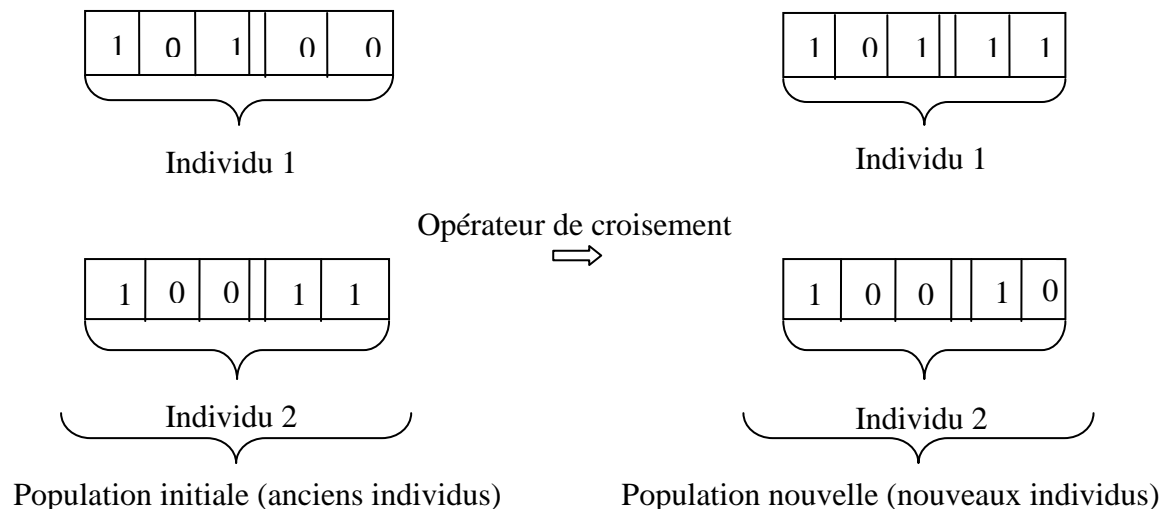 1 0 1 0 0
1 0 1 1 1
Individu 1
Individu 1
Opérateur de croisement
1 0 0 1 1
1 0 0 1 0
Individu 2
Individu 2
Population initiale (anciens individus)
Population nouvelle (nouveaux individus)